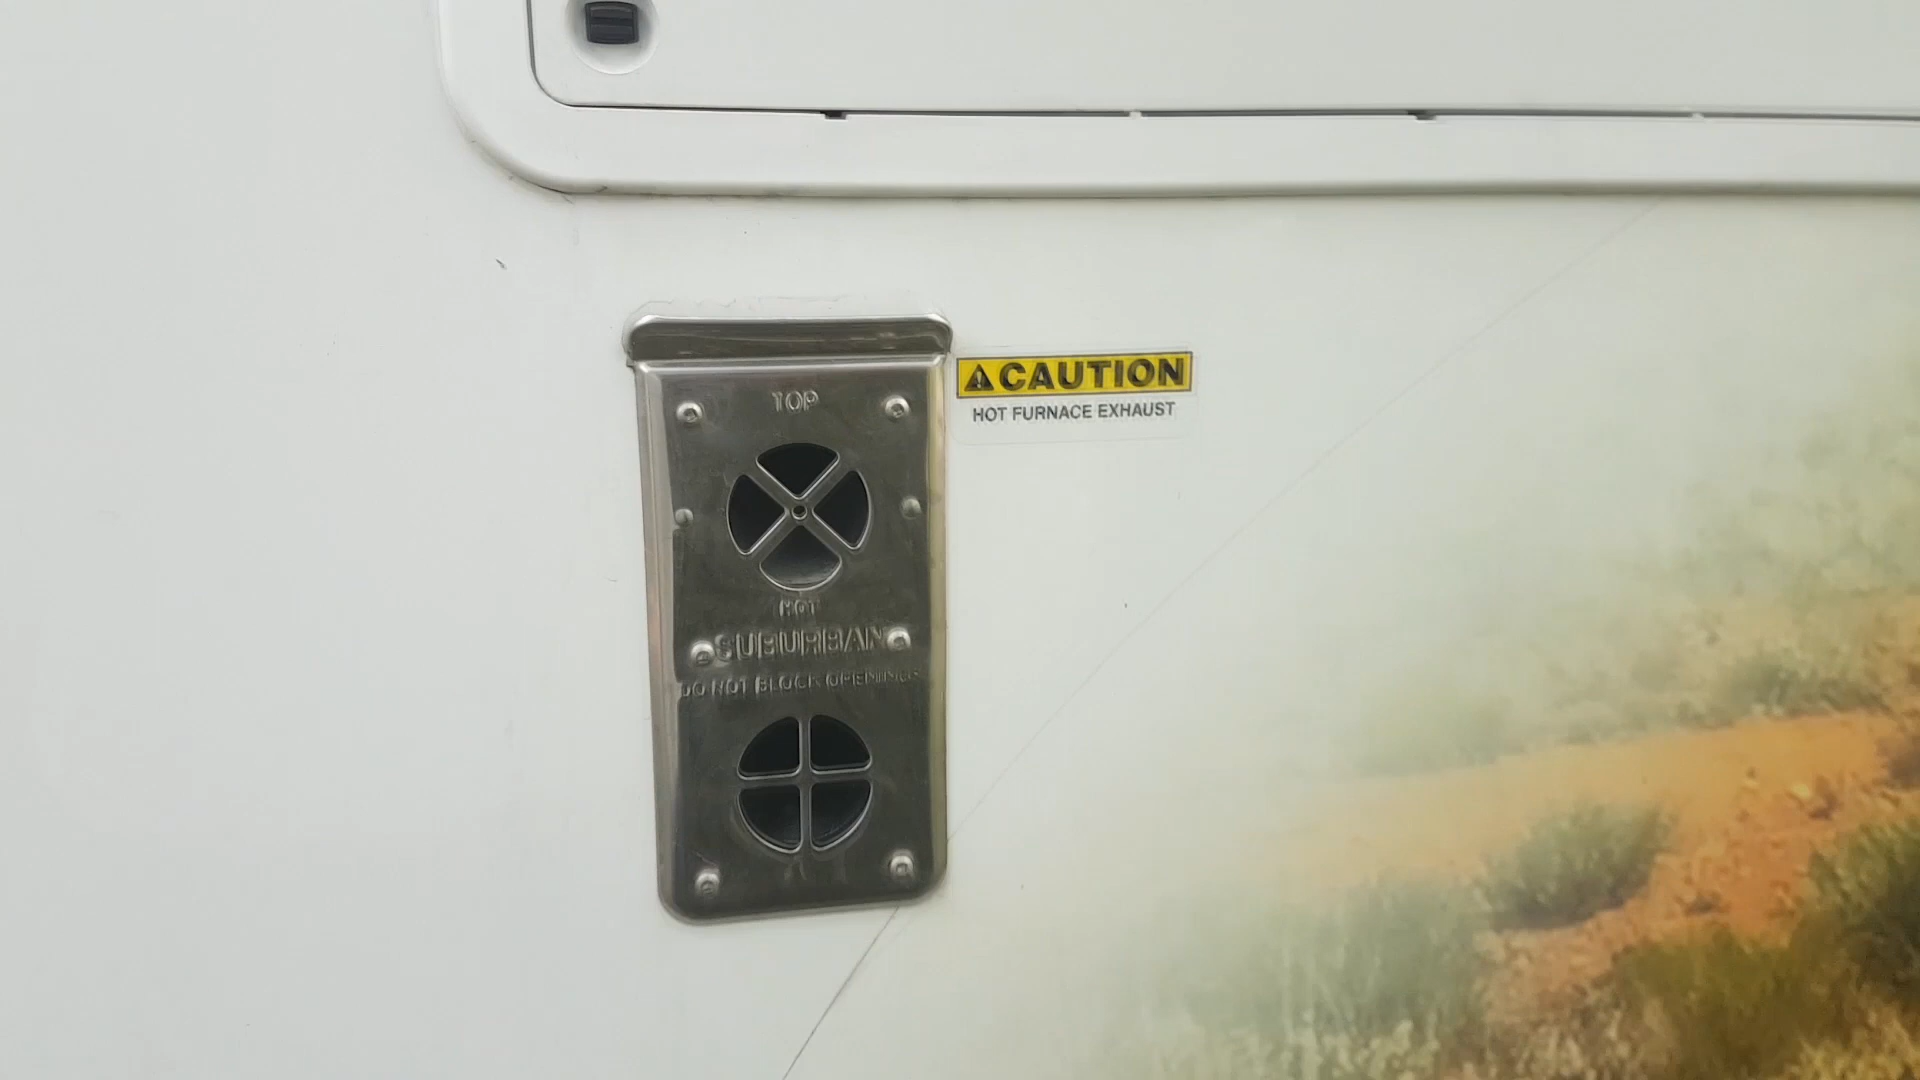 TOP
CAUTION
HOT FURNACE EXHAUST
HOT
SUBURBAN
DO NOT BLOCK OPENINGS